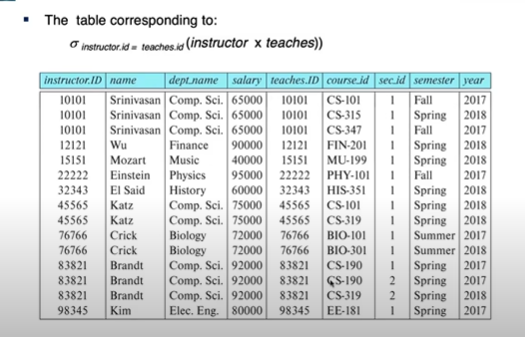 The table corresponding to:
σ instructor.id = teaches.id (instructor x teaches))
instructor.ID name dept_name salary teaches.ID course_id sec_id semester year
10101 Srinivasan Comp. Sci. 65000 10101 CS-101 1 Fall 2017
10101 Srinivasan Comp. Sci. 65000 10101 CS-315 1 Spring 2018
10101 Srinivasan Comp. Sci. 65000 10101 CS-347 1 Fall 2017
12121 Wu Finance 90000 12121 FIN-201 1 Spring 2018
15151 Mozart Music 40000 15151 MU-199 1 Spring 2018
22222 Einstein Physics 95000 22222 PHY-101 1 Fall 2017
32343 El Said History 60000 32343 HIS-351 1 Spring 2018
45565 Katz Comp. Sci. 75000 45565 CS-101 1 Spring 2018
45565 Katz Comp. Sci. 75000 45565 CS-319 1 Spring 2018
76766 Crick Biology 72000 76766 BIO-101 1 Summer 2017
76766 Crick Biology 72000 76766 BIO-301 1 Summer 2018
83821 Brandt Comp. Sci. 92000 83821 CS-190 1 Spring 2017
83821 Brandt Comp. Sci. 92000 83821 CS-190 2 Spring 2017
83821 Brandt Comp. Sci. 92000 83821 CS-319 2 Spring 2018
98345 Kim Elec. Eng. 80000 98345 EE-181 1 Spring 2017